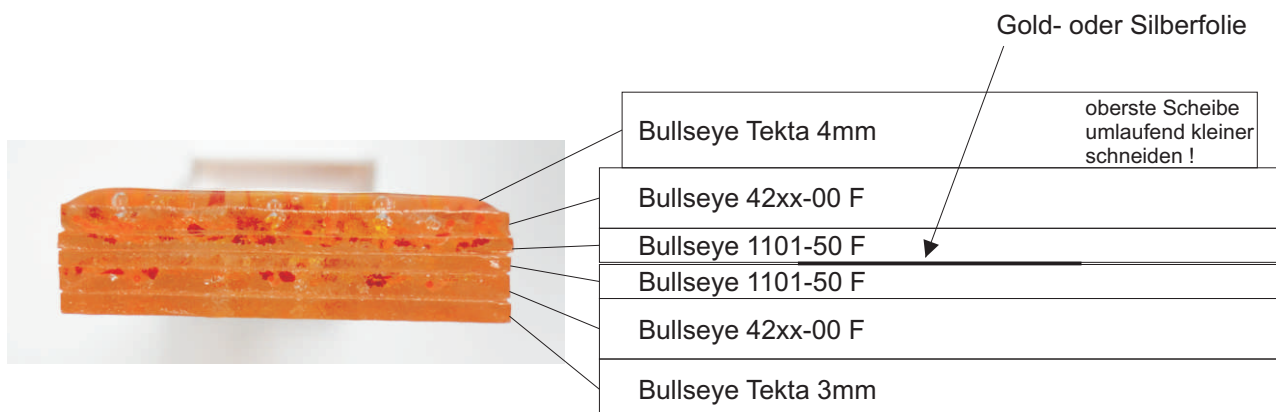 Gold- oder Silberfolie
Bullseye Tekta 4mm
oberste Scheibe
umlaufend kleiner
schneiden !
Bullseye 42xx-00 F
Bullseye 1101-50 F
Bullseye 1101-50 F
Bullseye 42xx-00 F
Bullseye Tekta 3mm